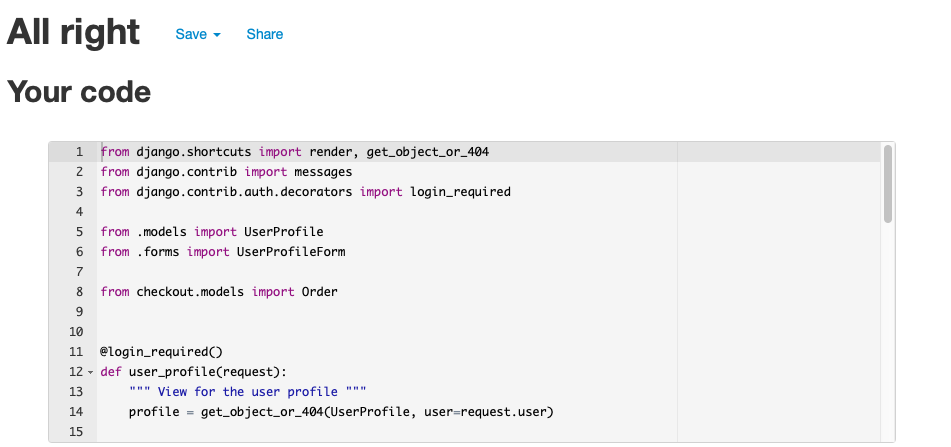 All right Save Share
Your code
1 from django.shortcuts import render, get_object_or_404
2 from django.contrib import messages
3 from django.contrib.auth.decorators import login_required
4
5 from .models import UserProfile
6 from .forms import UserProfileForm
7
8 from checkout.models import Order
9
10
11 @login_required()
12 def user_profile(request):
13     """ View for the user profile """
14     profile = get_object_or_404(UserProfile, user=request.user)
15